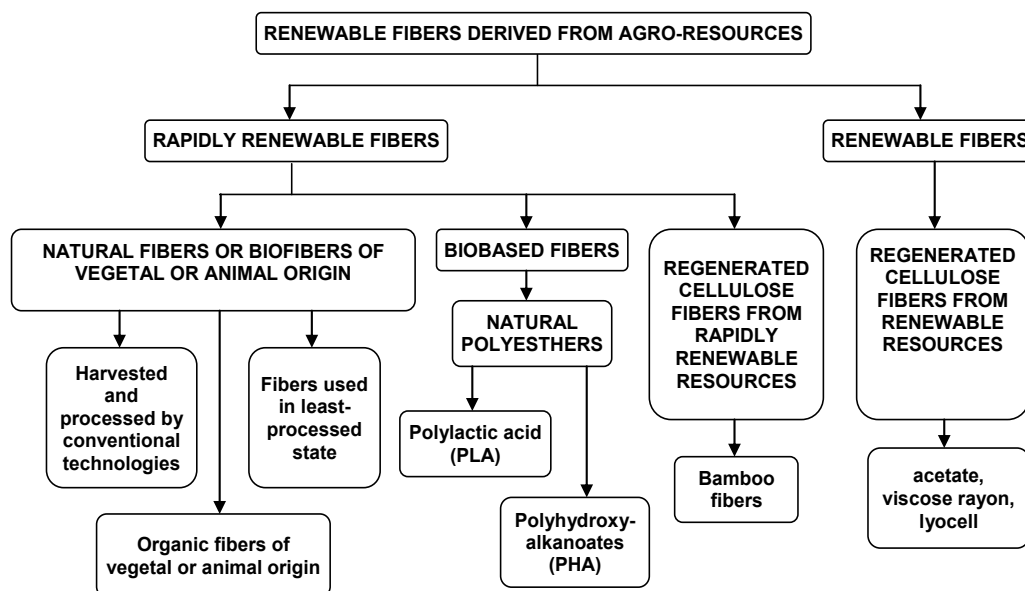 RENEWABLE FIBERS DERIVED FROM AGRO-RESOURCES
RAPIDLY RENEWABLE FIBERS
RENEWABLE FIBERS
NATURAL FIBERS OR BIOFIBERS OF
VEGETAL OR ANIMAL ORIGIN
BIOBASED FIBERS
REGENERATED
CELLULOSE
FIBERS FROM
RAPIDLY
RENEWABLE
RESOURCES
REGENERATED
CELLULOSE
FIBERS FROM
RENEWABLE
RESOURCES
NATURAL
POLYESTHERS
Harvested
and
processed by
conventional
technologies
Fibers used
in least-
processed
state
Polylactic acid
(PLA)
Bamboo
fibers
acetate,
viscose rayon,
lyocell
Organic fibers of
vegetal or animal origin
Polyhydroxy-
alkanoates
(PHA)